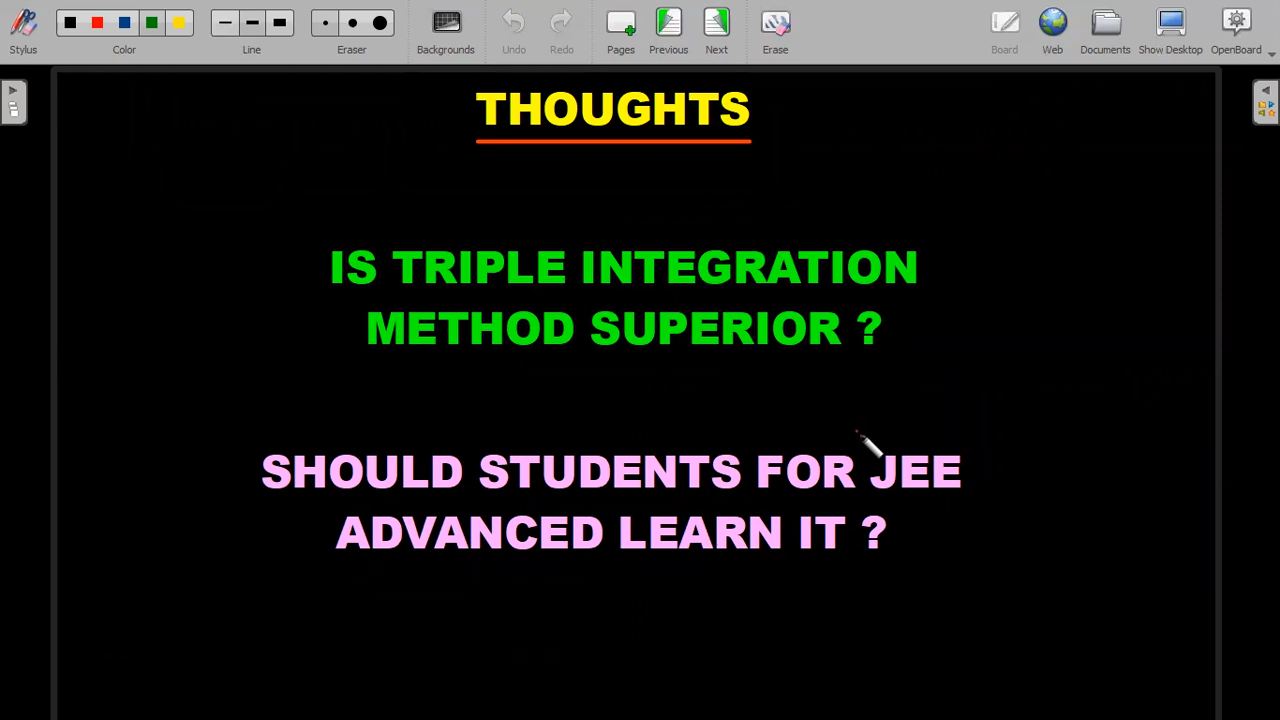 Stylus
Color
Line
Eraser
Backgrounds
Undo
Redo
Pages
Previous
Next
Erase
Board
Web
Documents
Show Desktop
OpenBoard
THOUGHTS
IS TRIPLE INTEGRATION
METHOD SUPERIOR ?
SHOULD STUDENTS FOR JEE
ADVANCED LEARN IT ?